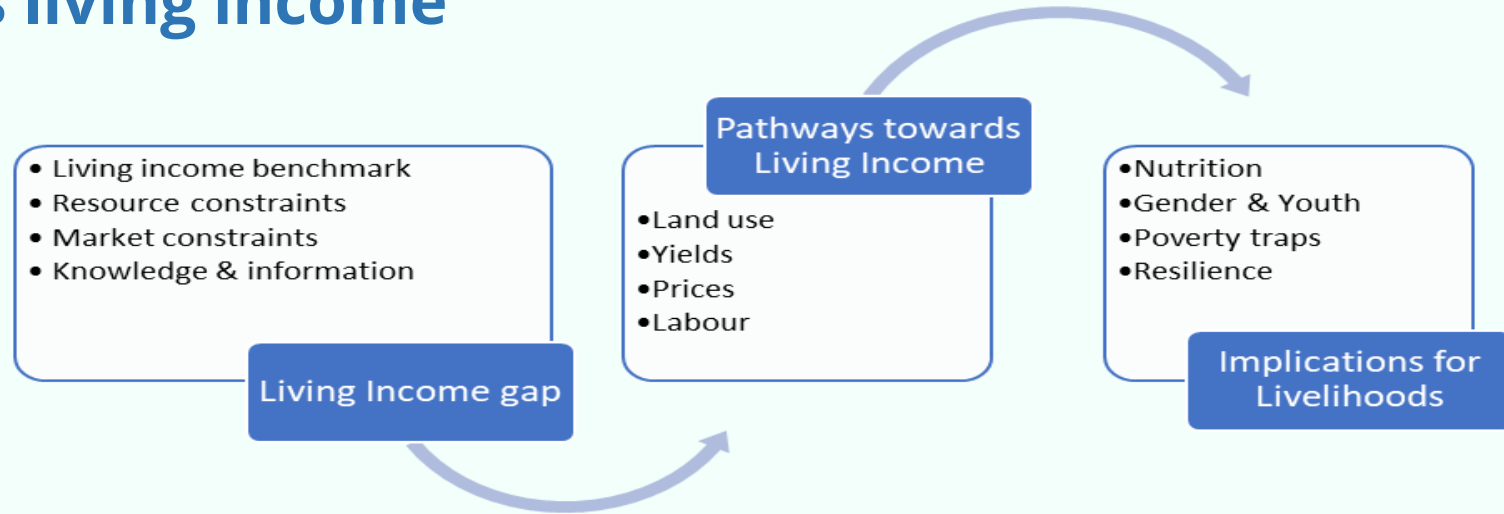 s living income
• Living income benchmark
• Resource constraints
• Market constraints
• Knowledge & information
Living Income gap
Pathways towards
Living Income
•Land use
•Yields
•Prices
•Labour
•Nutrition
•Gender & Youth
•Poverty traps
•Resilience
Implications for
Livelihoods